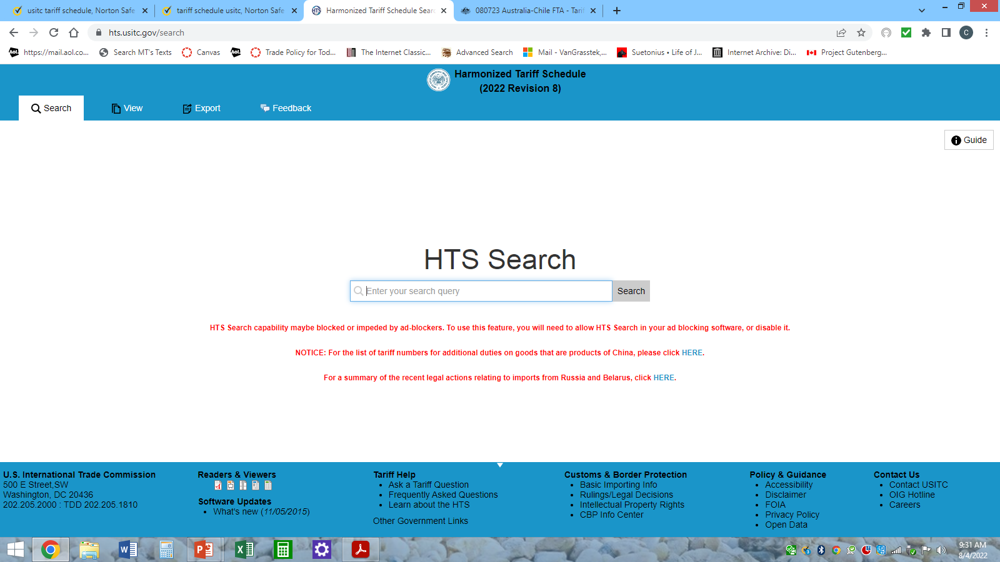 usitc tariff schedule, Norton Safe
tariff schedule usitc, Norton Safe
HTS
Harmonized Tariff Schedule Searc
080723 Australia-Chile FTA - Tarif
hts.usitc.gov/search
C
Aol. https://mail.aol.co...
Search MT's Texts
Canvas
Aol.
Trade Policy for Tod...
The Internet Classic...
Advanced Search
Mail - VanGrasstek,...
Suetonius • Life of J...
Internet Archive: Di...
Project Gutenberg...
Harmonized Tariff Schedule
(2022 Revision 8)
Search
View
Export
Feedback
Guide
HTS Search
Enter your search query
Search
HTS Search capability maybe blocked or impeded by ad-blockers. To use this feature, you will need to allow HTS Search in your ad blocking software, or disable it.
NOTICE: For the list of tariff numbers for additional duties on goods that are products of China, please click HERE.
For a summary of the recent legal actions relating to imports from Russia and Belarus, click HERE.
U.S. International Trade Commission
500 E Street,SW
Washington, DC 20436
202.205.2000 : TDD 202.205.1810
Readers & Viewers
Software Updates
• What's new (11/05/2015)
Tariff Help
• Ask a Tariff Question
• Frequently Asked Questions
• Learn about the HTS
Other Government Links
Customs & Border Protection
• Basic Importing Info
• Rulings/Legal Decisions
• Intellectual Property Rights
• CBP Info Center
Policy & Guidance
• Accessibility
• Disclaimer
• FOIA
• Privacy Policy
• Open Data
Contact Us
• Contact USITC
• OIG Hotline
• Careers
9:31 AM
8/4/2022